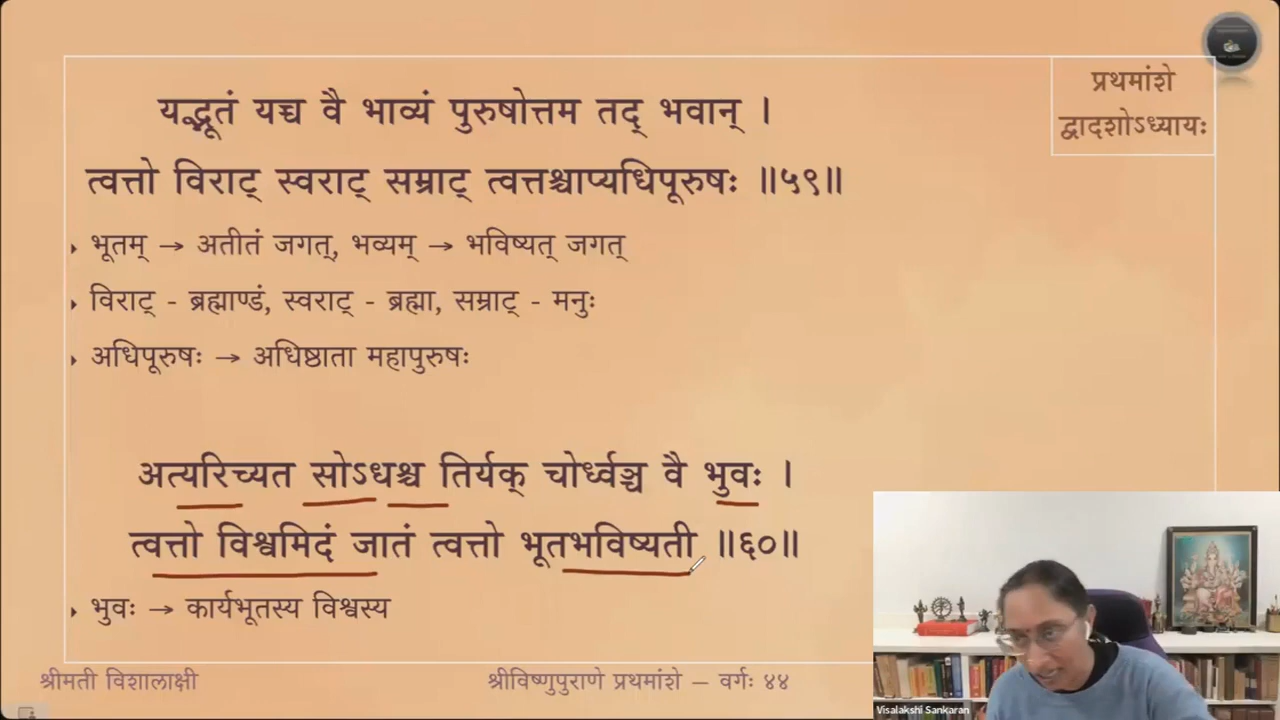 प्रथमांशे
द्वादशोऽध्यायः
यद्भूतं यच्च वै भाव्यं पुरुषोत्तम तद् भवान् ।
त्वत्तो विराट् स्वराट् सम्राट् त्वत्तश्चाप्यधिपूरुषः ॥५९॥
भूतम् → अतीतं जगत्, भव्यम् → भविष्यत् जगत्
विराट् - ब्रह्माण्डं, स्वराट् - ब्रह्मा, सम्राट् - मनुः
अधिपूरुषः → अधिष्ठाता महापुरुषः
अत्यरिच्यत सोऽधश्च तिर्यक् चोर्ध्वञ्च वै भुवः ।
त्वत्तो विश्वमिदं जातं त्वत्तो भूतभविष्यती ॥६०॥
भुवः → कार्यभूतस्य विश्वस्य
श्रीमती विशालाक्षी
श्रीविष्णुपुराणे प्रथमांशे – वर्गः ४४
Visalakshi Sankaran